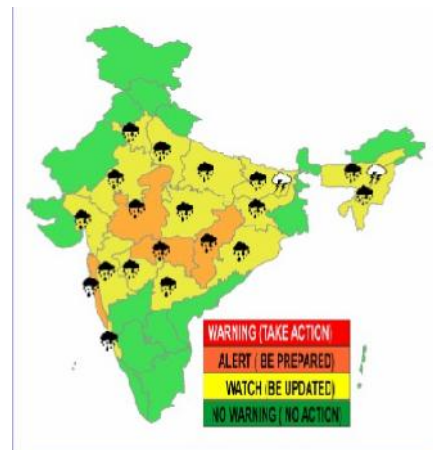 WARNING (TAKE ACTION)
ALERT ( BE PREPARED)
WATCH (BE UPDATED)
NO WARNING ( NO ACTION)